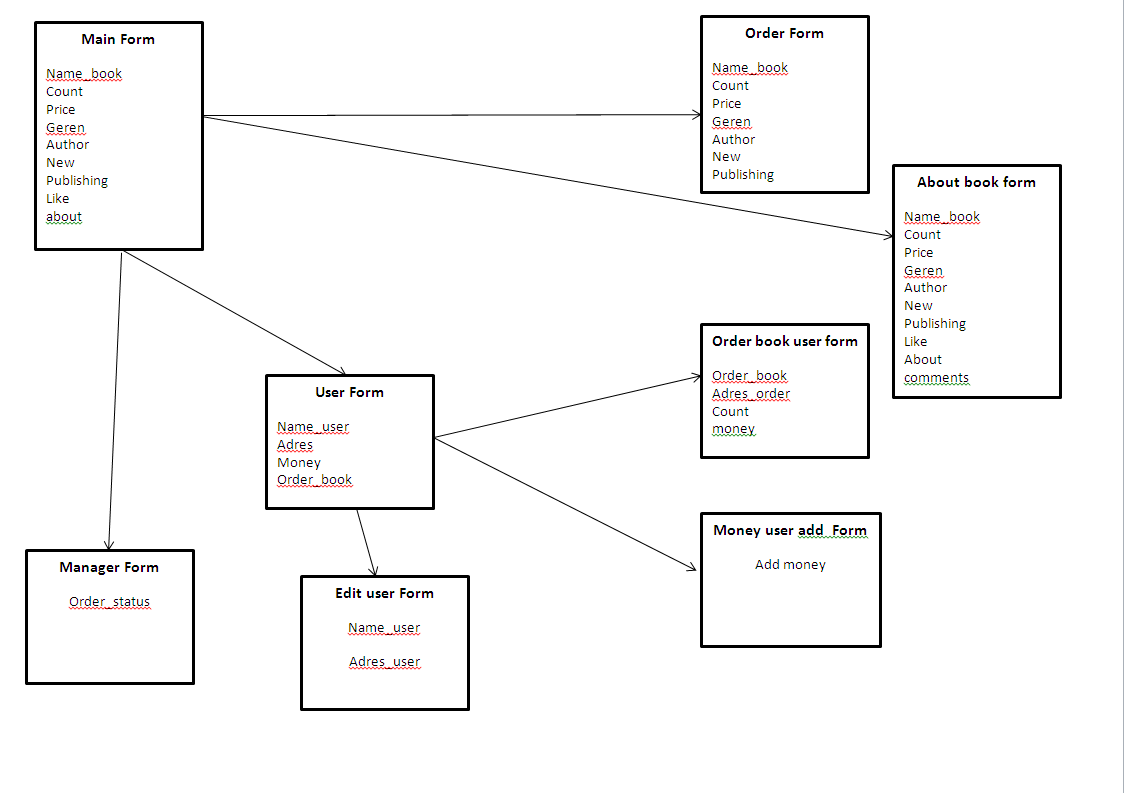 Main Form
Name_book
Count
Price
Geren
Author
New
Publishing
Like
about
Order Form
Name_book
Count
Price
Geren
Author
New
Publishing
About book form
Name_book
Count
Price
Geren
Author
New
Publishing
Like
About
comments
Order book user form
Order_book
Adres_order
Count
money
User Form
Name_user
Adres
Money
Order_book
Money user add  Form
Add money
Manager Form
Order_status
Edit user Form
Name_user
Adres_user